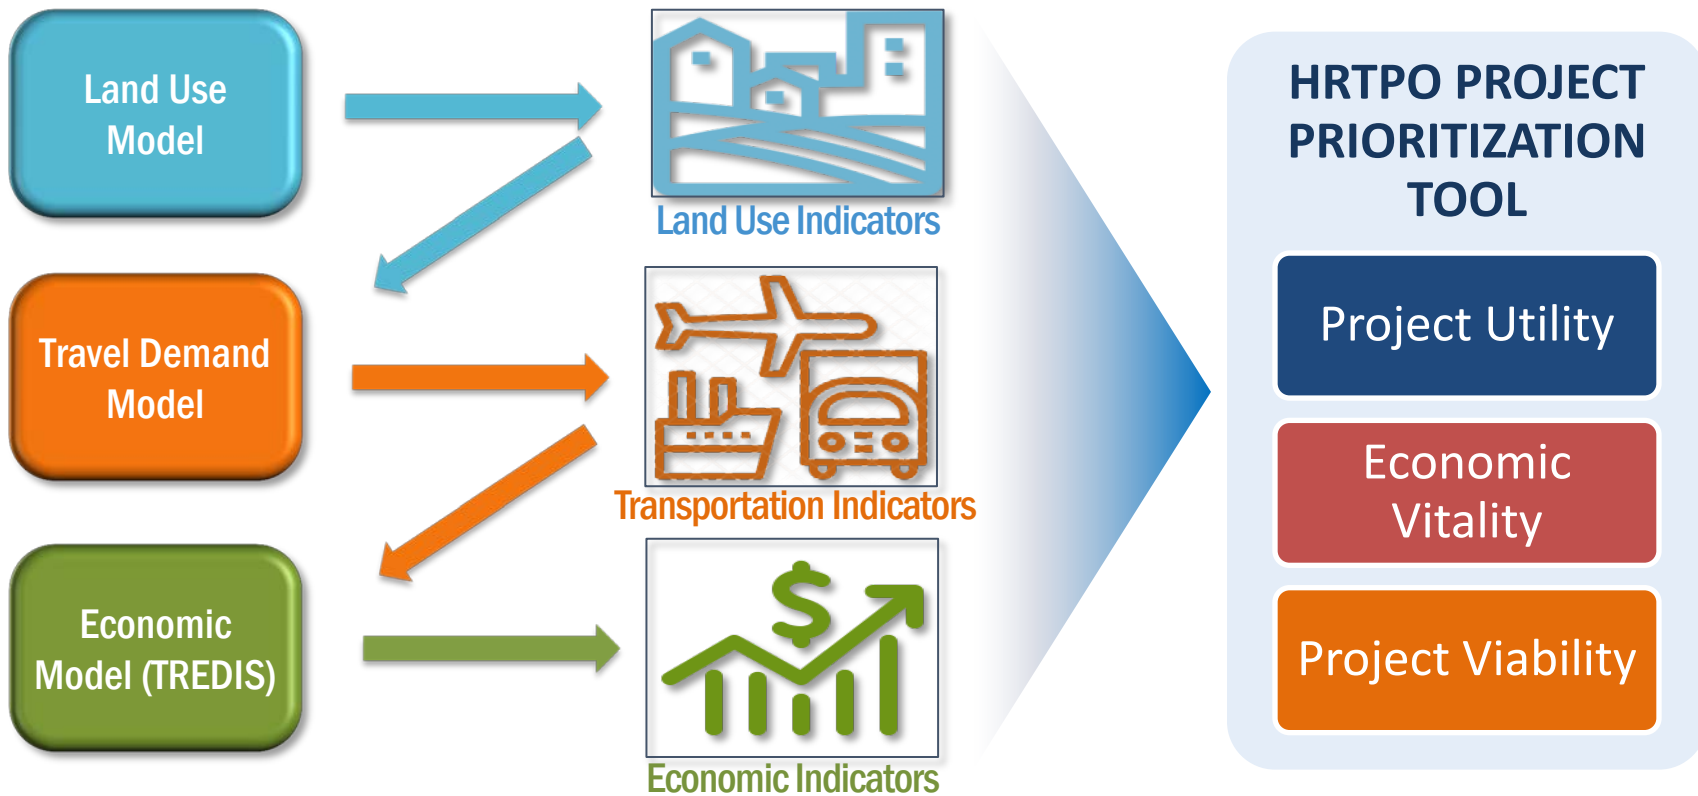 Land Use
Model
Land Use Indicators
Travel Demand
Model
Transportation Indicators
Economic
Model (TREDIS)
Economic Indicators
HRTPO PROJECT
PRIORITIZATION
TOOL
Project Utility
Economic
Vitality
Project Viability